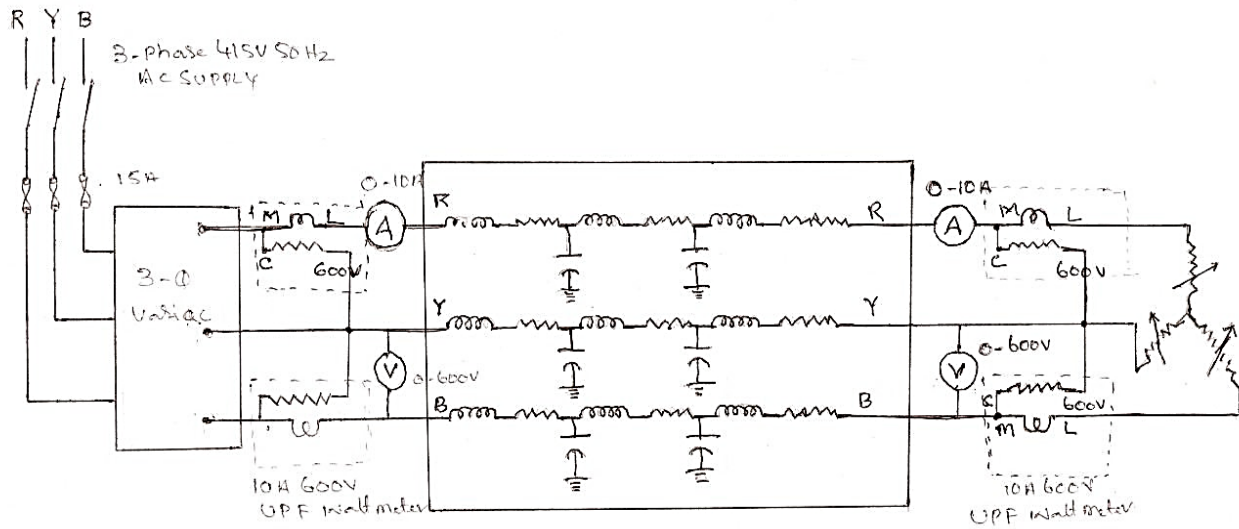 R Y B
3-phase 415V 50Hz
AC SUPPLY
15A
0-10A
0-10A
M L
A
R
R
A
M L
C
600V
C
600V
3-Φ
Variac
Y
Y
V
0-600V
V
0-600V
B
B
C
600V
M L
10A 600V
UPF Wattmeter
10A 600V
UPF Wattmeter